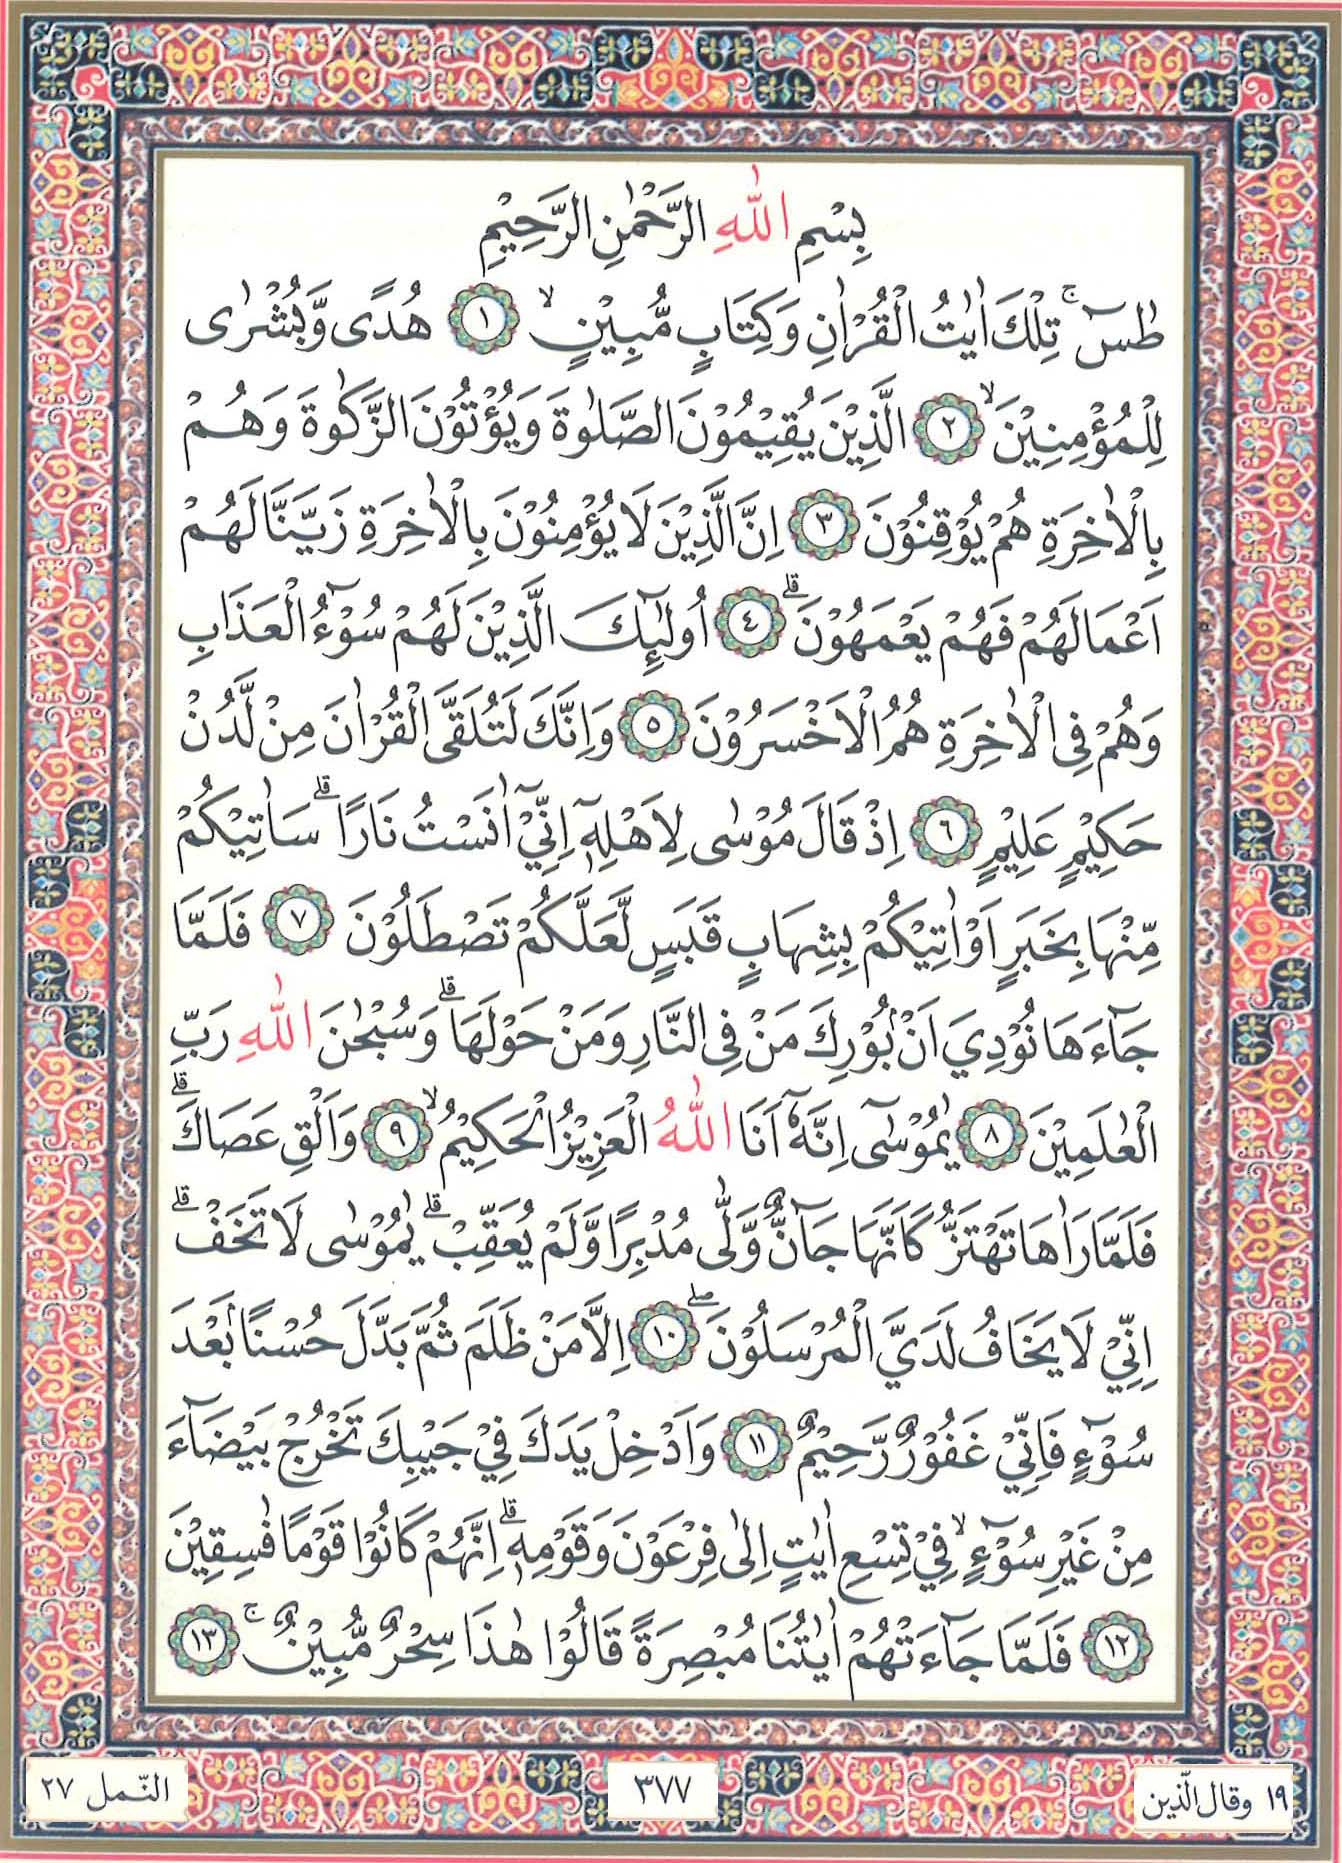 بِسْمِ اللّٰهِ الرَّحْمٰنِ الرَّحِيْمِ
طٰسٓ ۚ تِلْكَ اٰيٰتُ الْقُرْاٰنِ وَكِتَابٍ مُّبِيْنٍ ۙ ١ هُدًى وَّبُشْرٰى
لِلْمُؤْمِنِيْنَ ۙ ٢ الَّذِيْنَ يُقِيْمُوْنَ الصَّلٰوةَ وَيُؤْتُوْنَ الزَّكٰوةَ وَهُمْ
بِالْاٰخِرَةِ هُمْ يُوْقِنُوْنَ ٣ اِنَّ الَّذِيْنَ لَا يُؤْمِنُوْنَ بِالْاٰخِرَةِ زَيَّنَّا لَهُمْ
اَعْمَالَهُمْ فَهُمْ يَعْمَهُوْنَ ۗ ٤ اُولٰٓئِكَ الَّذِيْنَ لَهُمْ سُوْٓءُ الْعَذَابِ
وَهُمْ فِى الْاٰخِرَةِ هُمُ الْاَخْسَرُوْنَ ٥ وَاِنَّكَ لَتُلَقَّى الْقُرْاٰنَ مِنْ لَّدُنْ
حَكِيْمٍ عَلِيْمٍ ٦ اِذْ قَالَ مُوْسٰى لِاَهْلِهٖٓ اِنِّيْٓ اٰنَسْتُ نَارًا ۗ سَاٰتِيْكُمْ
مِّنْهَا بِخَبَرٍ اَوْ اٰتِيْكُمْ بِشِهَابٍ قَبَسٍ لَّعَلَّكُمْ تَصْطَلُوْنَ ٧ فَلَمَّا
جَآءَهَا نُوْدِيَ اَنْۢ بُوْرِكَ مَنْ فِى النَّارِ وَمَنْ حَوْلَهَا ۗ وَسُبْحٰنَ اللّٰهِ رَبِّ
الْعٰلَمِيْنَ ٨ يٰمُوْسٰٓى اِنَّهٗٓ اَنَا اللّٰهُ الْعَزِيْزُ الْحَكِيْمُ ۙ ٩ وَاَلْقِ عَصَاكَ ۗ
فَلَمَّا رَاٰهَا تَهْتَزُّ كَاَنَّهَا جَآنٌّ وَّلّٰى مُدْبِرًا وَّلَمْ يُعَقِّبْ ۗ يٰمُوْسٰى لَا تَخَفْ ۗ
اِنِّيْ لَا يَخَافُ لَدَيَّ الْمُرْسَلُوْنَ ۖ ١٠ اِلَّا مَنْ ظَلَمَ ثُمَّ بَدَّلَ حُسْنًاۢ بَعْدَ
سُوْٓءٍ فَاِنِّيْ غَفُوْرٌ رَّحِيْمٌ ١١ وَاَدْخِلْ يَدَكَ فِيْ جَيْبِكَ تَخْرُجْ بَيْضَآءَ
مِنْ غَيْرِ سُوْٓءٍ ۙ فِيْ تِسْعِ اٰيٰتٍ اِلٰى فِرْعَوْنَ وَقَوْمِهٖ ۗ اِنَّهُمْ كَانُوْا قَوْمًا فٰسِقِيْنَ
١٢ فَلَمَّا جَآءَتْهُمْ اٰيٰتُنَا مُبْصِرَةً قَالُوْا هٰذَا سِحْرٌ مُّبِيْنٌ ۚ ١٣
١٩ وقال الّذين
٣٧٧
النّمل ٢٧